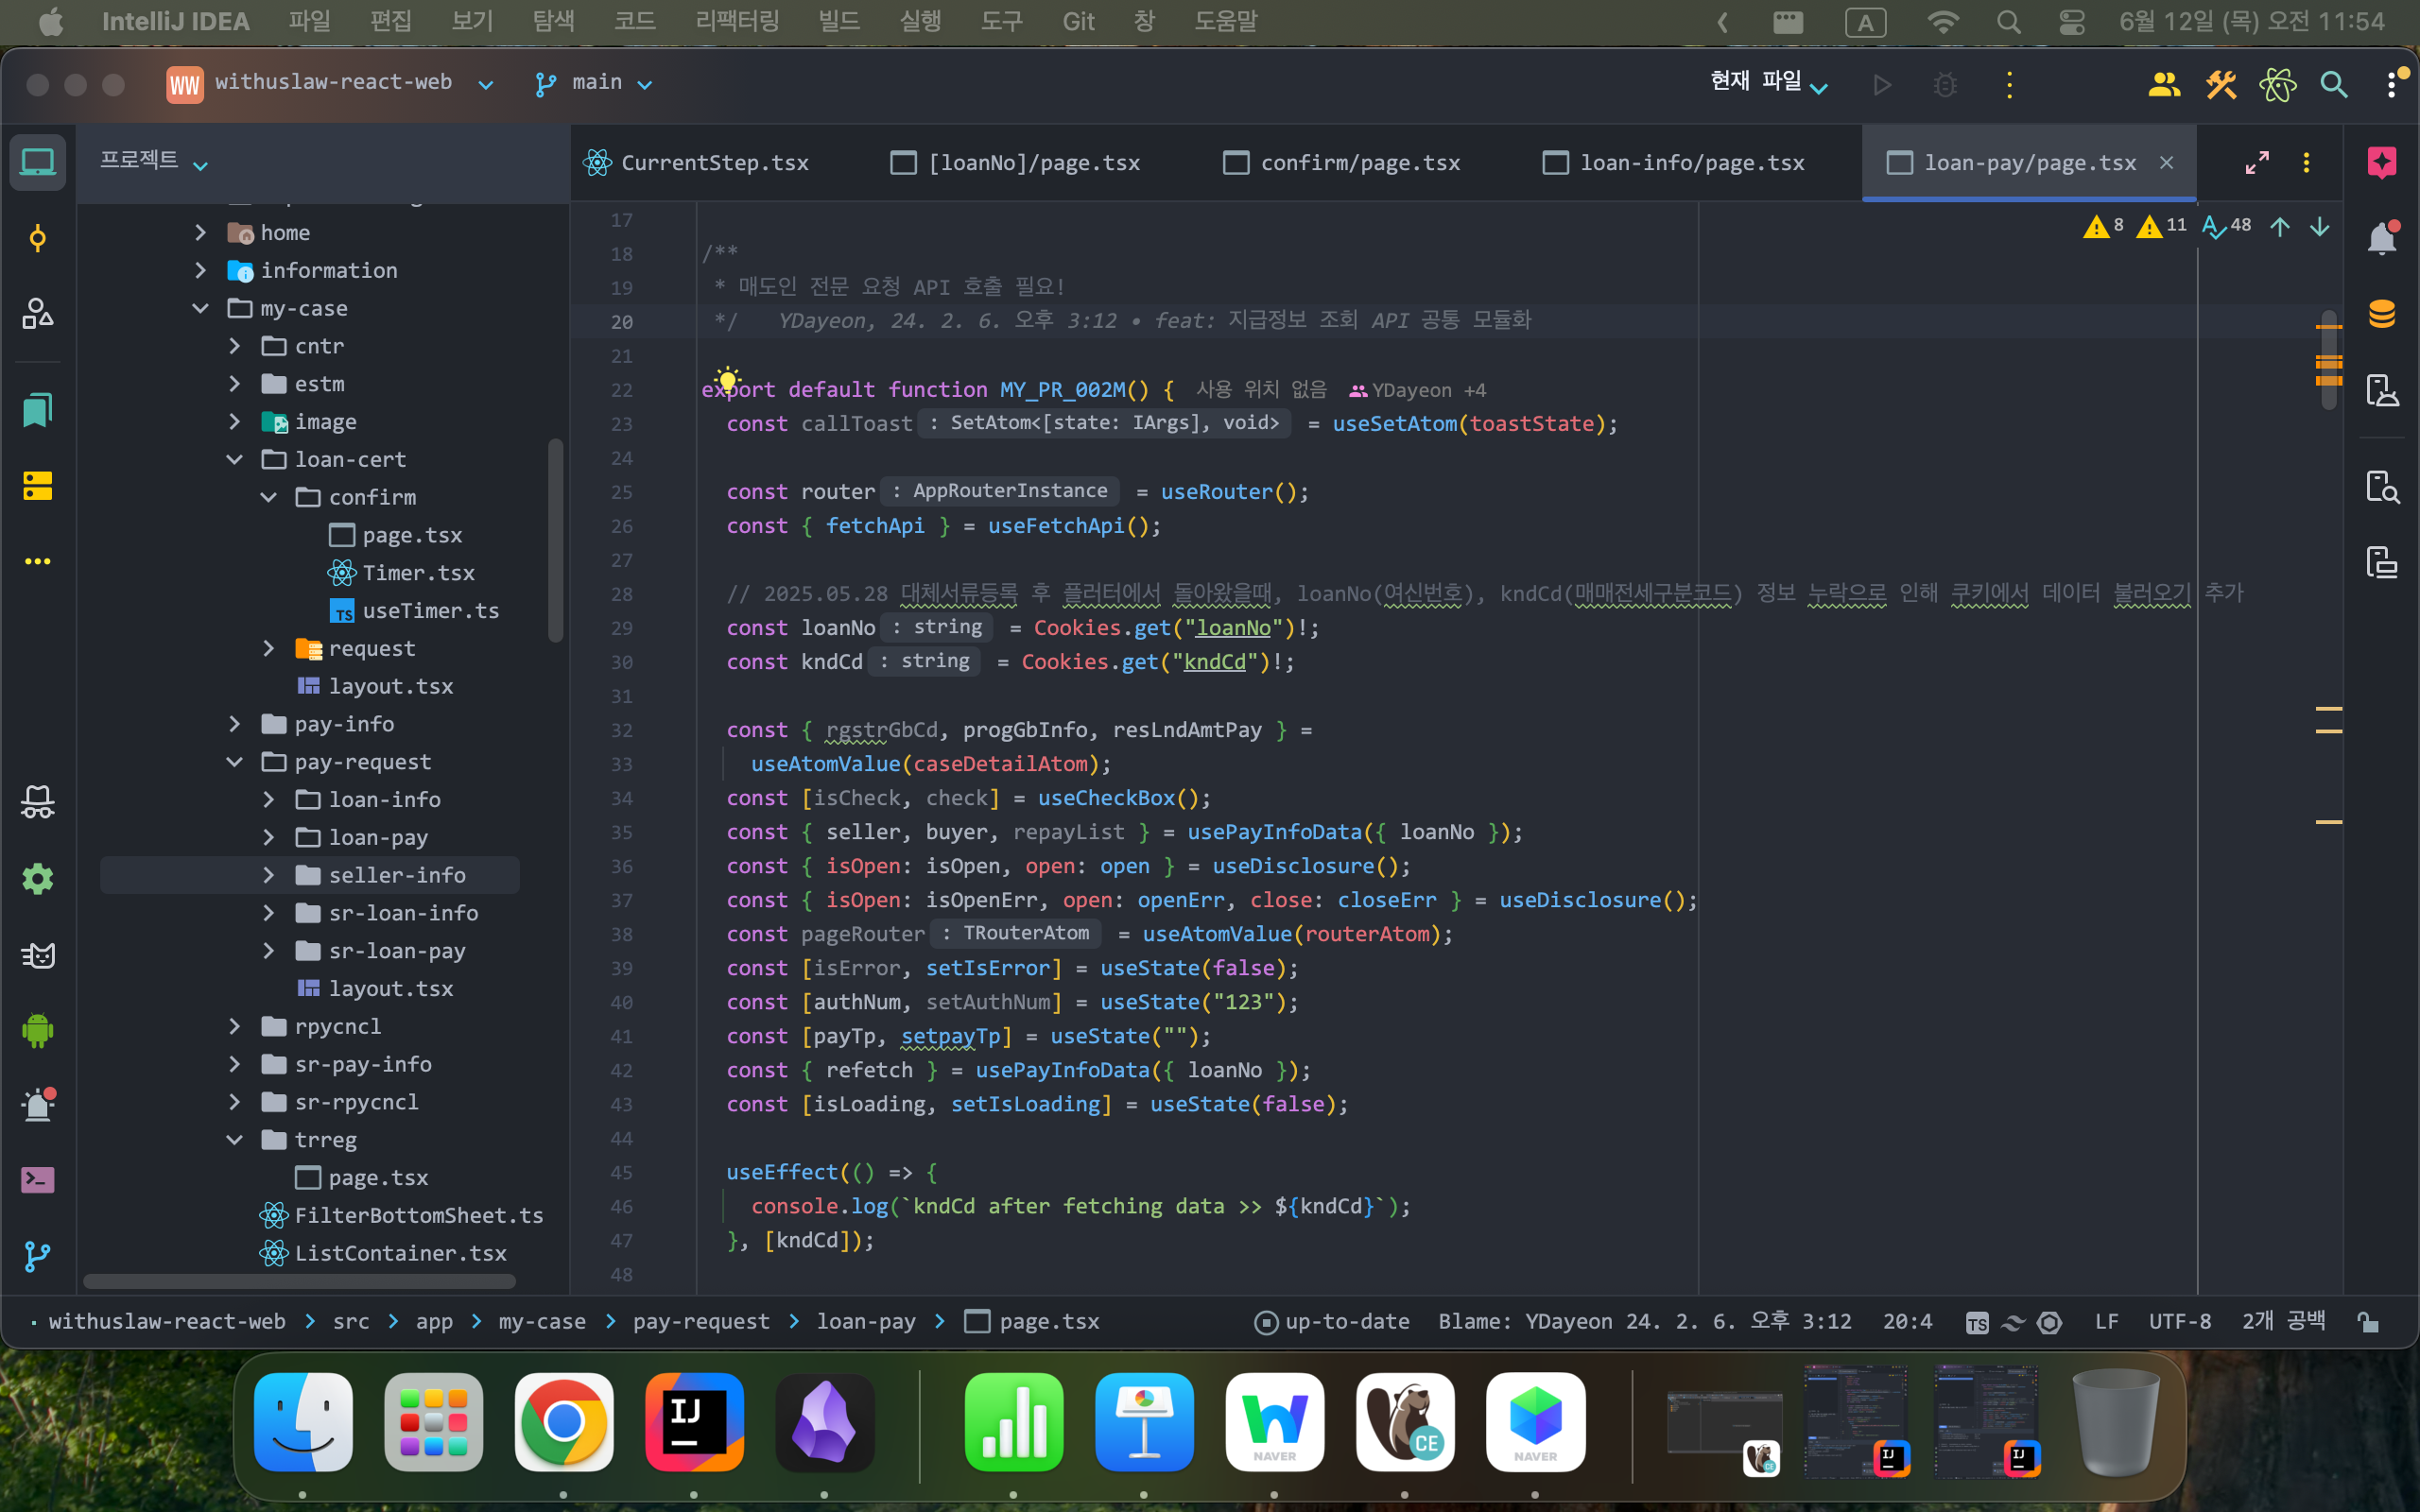 IntelliJ IDEA 파일 편집 보기 탐색 코드 리팩터링 빌드 실행 도구 Git 창 도움말 A 6월 12일 (목) 오전 11:54
WW withuslaw-react-web main 현재 파일
프로젝트
CurrentStep.tsx [loanNo]/page.tsx confirm/page.tsx loan-info/page.tsx loan-pay/page.tsx
8 11 48
home
information
my-case
cntr
estm
image
loan-cert
confirm
page.tsx
Timer.tsx
TS useTimer.ts
request
layout.tsx
pay-info
pay-request
loan-info
loan-pay
seller-info
sr-loan-info
sr-loan-pay
layout.tsx
rpycncl
sr-pay-info
sr-rpycncl
trreg
page.tsx
FilterBottomSheet.ts
ListContainer.tsx
17
18 /**
19 * 매도인 전문 요청 API 호출 필요!
20 */ YDayeon, 24. 2. 6. 오후 3:12 • feat: 지급정보 조회 API 공통 모듈화
21
22 export default function MY_PR_002M() { 사용 위치 없음 YDayeon +4
23 const callToast : SetAtom<[state: IArgs], void> = useSetAtom(toastState);
24
25 const router : AppRouterInstance = useRouter();
26 const { fetchApi } = useFetchApi();
27
28 // 2025.05.28 대체서류등록 후 플러터에서 돌아왔을때, loanNo(여신번호), kndCd(매매전세구분코드) 정보 누락으로 인해 쿠키에서 데이터 불러오기 추가
29 const loanNo : string = Cookies.get("loanNo")!;
30 const kndCd : string = Cookies.get("kndCd")!;
31
32 const { rgstrGbCd, progGbInfo, resLndAmtPay } =
33 useAtomValue(caseDetailAtom);
34 const [isCheck, check] = useCheckBox();
35 const { seller, buyer, repayList } = usePayInfoData({ loanNo });
36 const { isOpen: isOpen, open: open } = useDisclosure();
37 const { isOpen: isOpenErr, open: openErr, close: closeErr } = useDisclosure();
38 const pageRouter : TRouterAtom = useAtomValue(routerAtom);
39 const [isError, setIsError] = useState(false);
40 const [authNum, setAuthNum] = useState("123");
41 const [payTp, setpayTp] = useState("");
42 const { refetch } = usePayInfoData({ loanNo });
43 const [isLoading, setIsLoading] = useState(false);
44
45 useEffect(() => {
46 console.log(`kndCd after fetching data >> ${kndCd}`);
47 }, [kndCd]);
48
withuslaw-react-web > src > app > my-case > pay-request > loan-pay > page.tsx up-to-date Blame: YDayeon 24. 2. 6. 오후 3:12 20:4 TS LF UTF-8 2개 공백
IJ NAVER CE NAVER CE IJ IJ